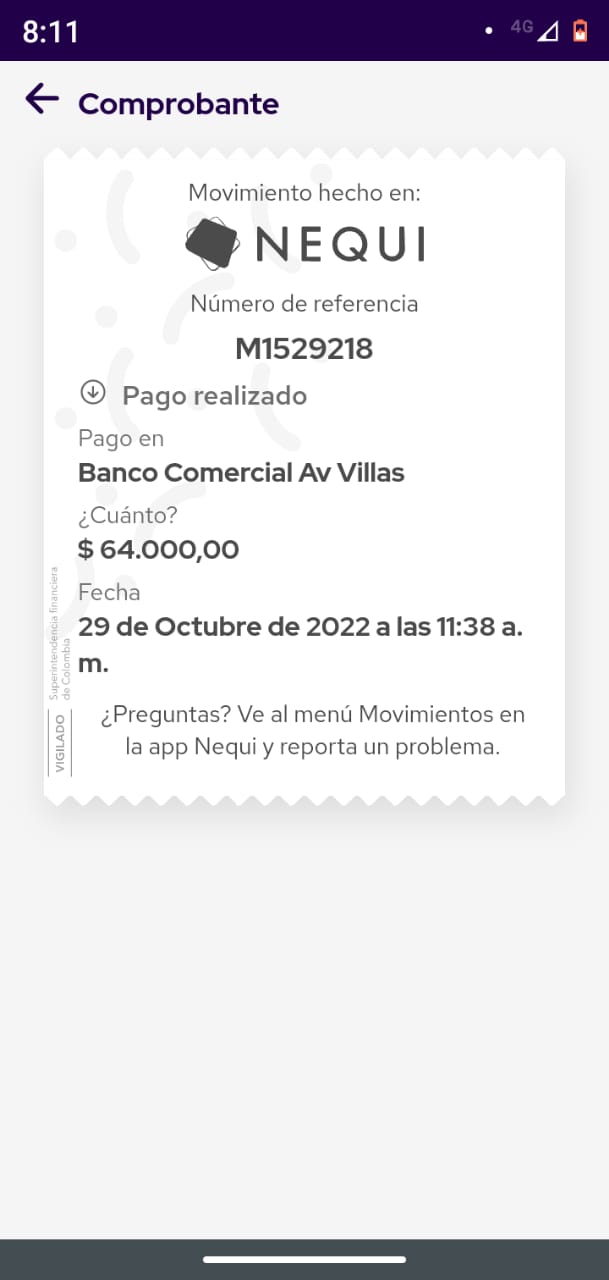 8:11
4G
Comprobante
Movimiento hecho en:
NEQUI
Número de referencia
M1529218
Pago realizado
Pago en
Banco Comercial Av Villas
¿Cuánto?
$ 64.000,00
Fecha
29 de Octubre de 2022 a las 11:38 a.
m.
¿Preguntas? Ve al menú Movimientos en
la app Nequi y reporta un problema.
VIGILADO
Superintendencia financiera
de Colombia